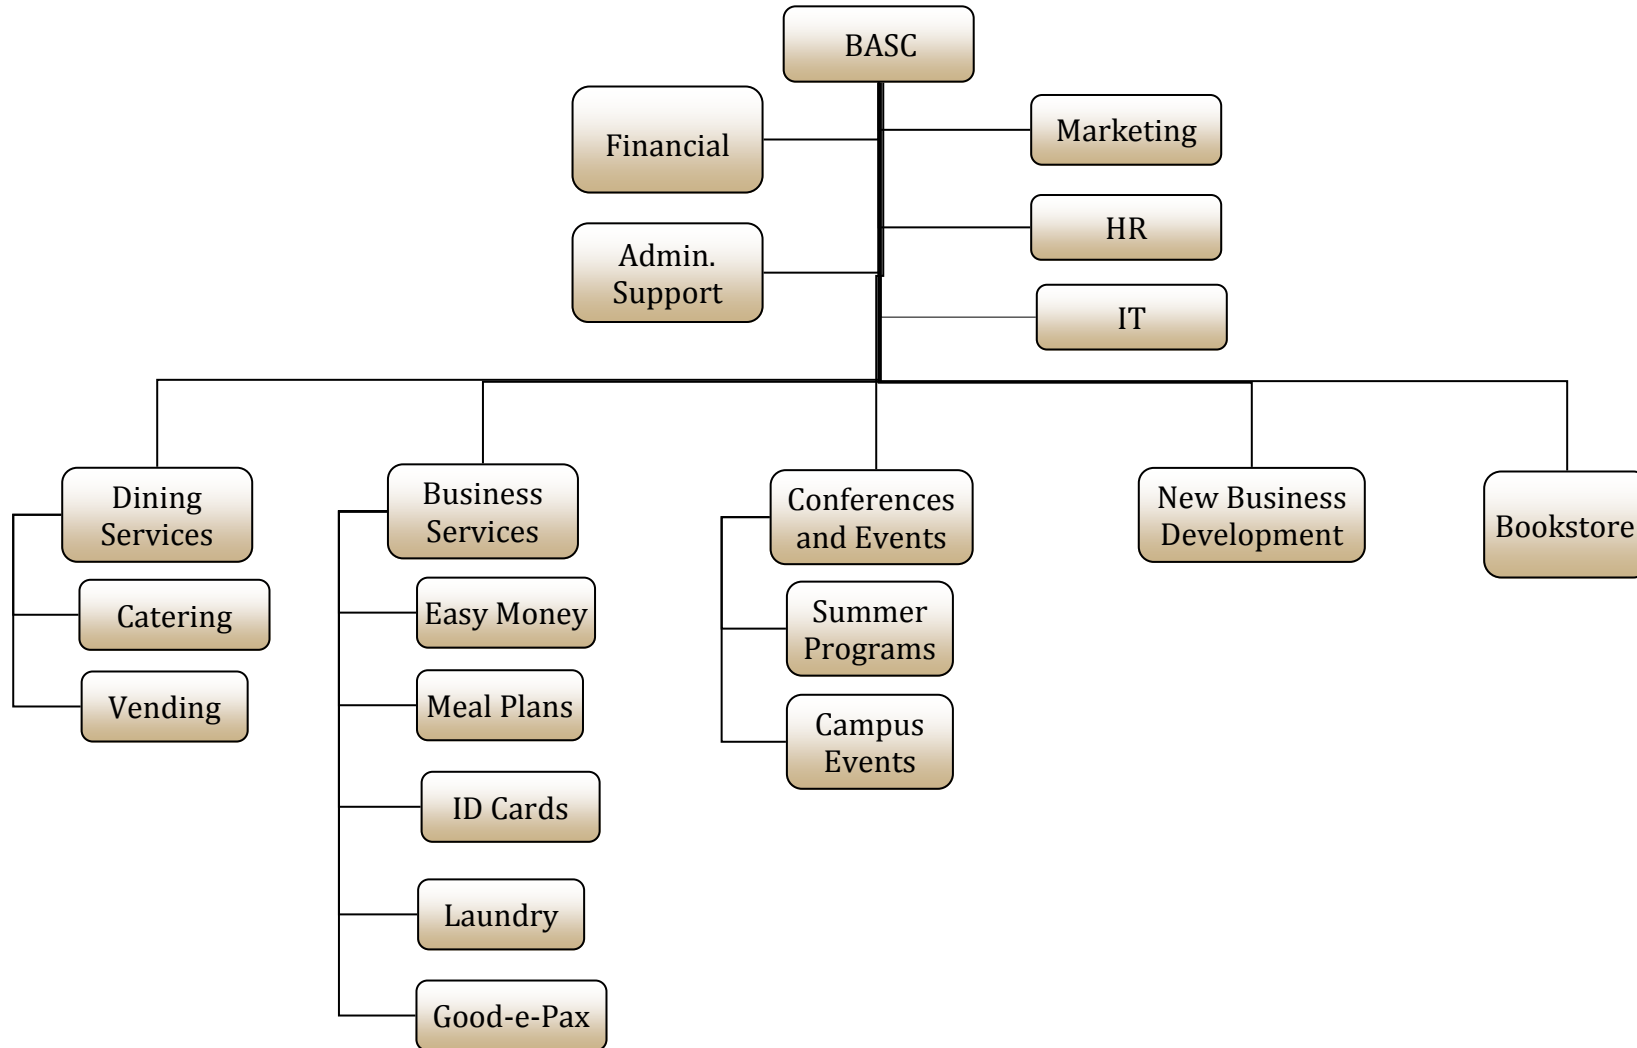 BASC
Financial
Marketing
HR
Admin.
Support
IT
Dining
Services
Catering
Vending
Business
Services
Easy Money
Meal Plans
ID Cards
Laundry
Good-e-Pax
Conferences
and Events
Summer
Programs
Campus
Events
New Business
Development
Bookstore